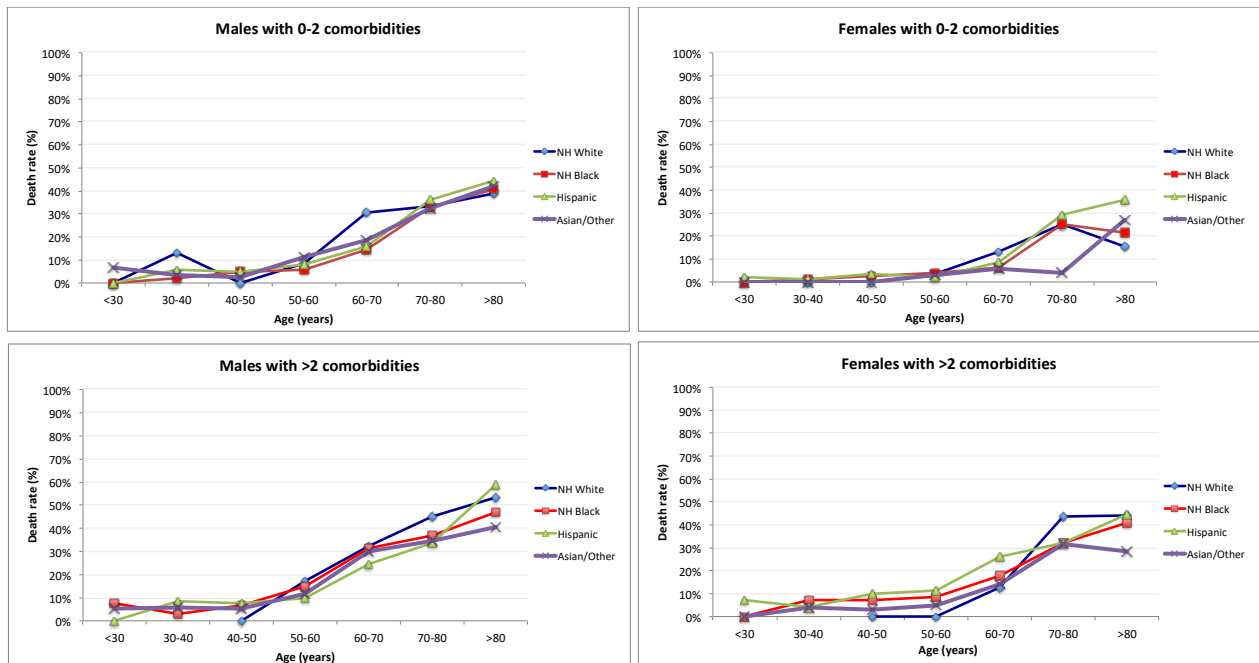 Males with 0-2 comorbidities
100%
90%
80%
70%
60%
50%
40%
30%
20%
10%
0%
Death rate (%)
<30 30-40 40-50 50-60 60-70 70-80 >80
Age (years)
NH White
NH Black
Hispanic
Asian/Other
Females with 0-2 comorbidities
100%
90%
80%
70%
60%
50%
40%
30%
20%
10%
0%
Death rate (%)
<30 30-40 40-50 50-60 60-70 70-80 >80
Age (years)
NH White
NH Black
Hispanic
Asian/Other
Males with >2 comorbidities
100%
90%
80%
70%
60%
50%
40%
30%
20%
10%
0%
Death rate (%)
<30 30-40 40-50 50-60 60-70 70-80 >80
Age (years)
NH White
NH Black
Hispanic
Asian/Other
Females with >2 comorbidities
100%
90%
80%
70%
60%
50%
40%
30%
20%
10%
0%
Death rate (%)
<30 30-40 40-50 50-60 60-70 70-80 >80
Age (years)
NH White
NH Black
Hispanic
Asian/Other